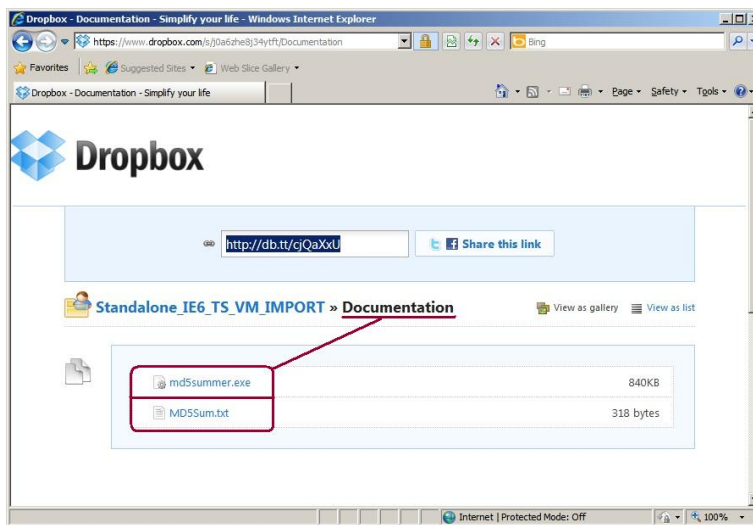 Dropbox - Documentation - Simplify your life - Windows Internet Explorer
https://www.dropbox.com/s/j0a6zhe8j34ytft/Documentation
Bing
Favorites Suggested Sites Web Slice Gallery
Dropbox - Documentation - Simplify your life
Page Safety Tools
Dropbox
http://db.tt/cjQaXxU
Share this link
Standalone_IE6_TS_VM_IMPORT » Documentation
View as gallery View as list
md5summer.exe 840KB
MD5Sum.txt 318 bytes
Internet | Protected Mode: Off 100%